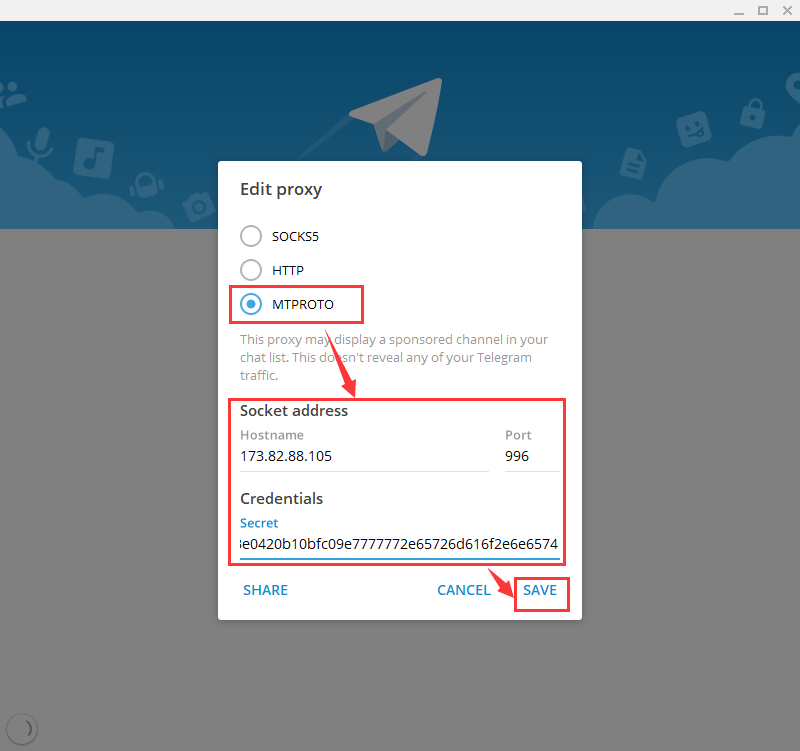 Edit proxy
SOCKS5
HTTP
MTPROTO
This proxy may display a sponsored channel in your
chat list. This doesn't reveal any of your Telegram
traffic.
Socket address
Hostname Port
173.82.88.105 996
Credentials
Secret
e0420b10bfc09e7777772e65726d616f2e6e6574
SHARE CANCEL SAVE